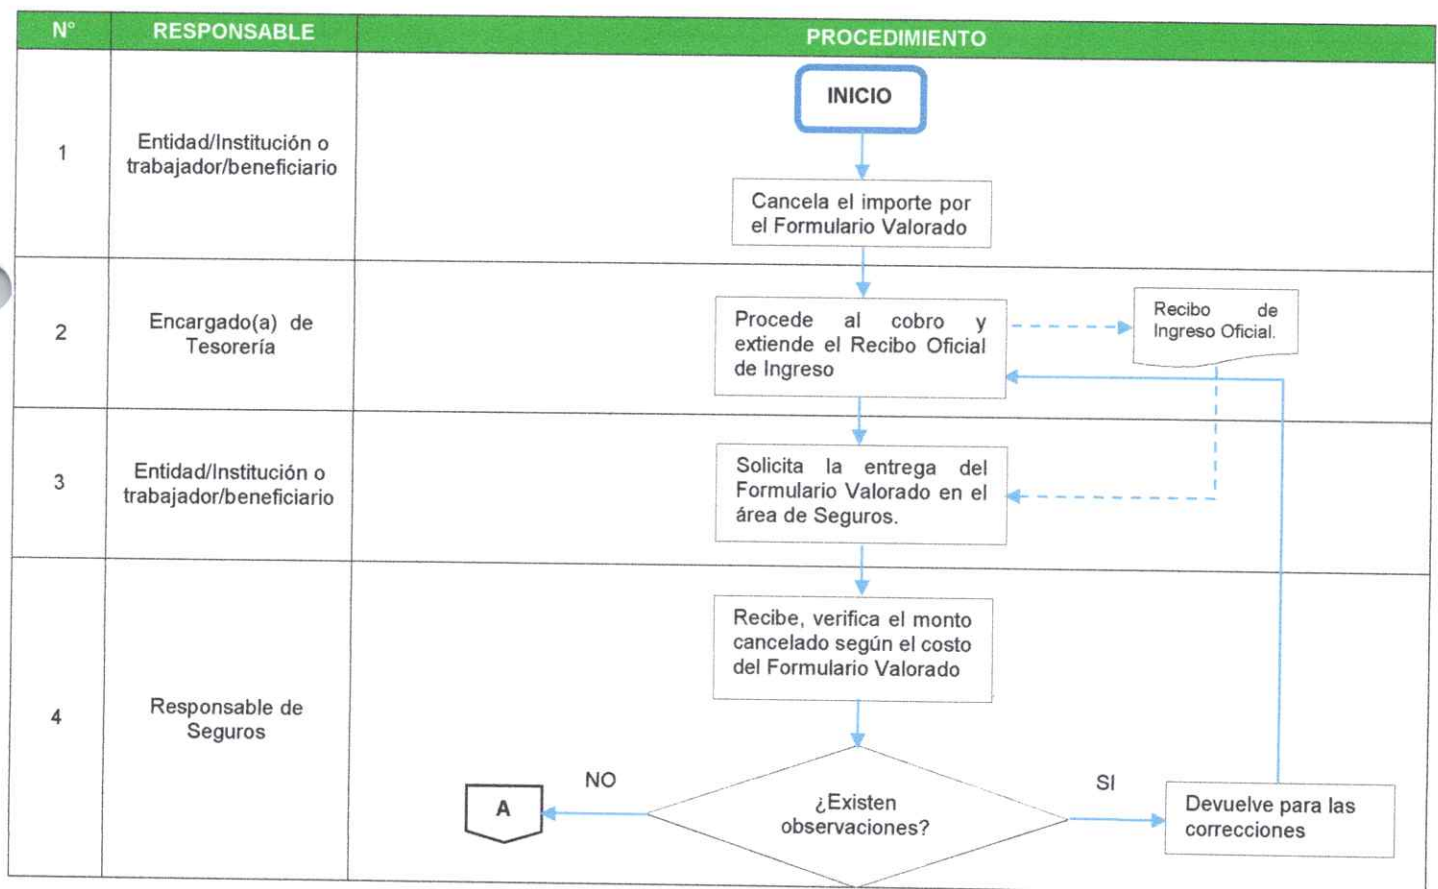 N° RESPONSABLE PROCEDIMIENTO
INICIO
1
Entidad/Institución o
trabajador/beneficiario
Cancela el importe por
el Formulario Valorado
2
Encargado(a) de
Tesorería
Procede al cobro y
extiende el Recibo Oficial
de Ingreso
Recibo de
Ingreso Oficial.
3
Entidad/Institución o
trabajador/beneficiario
Solicita la entrega del
Formulario Valorado en el
área de Seguros.
4
Responsable de
Seguros
Recibe, verifica el monto
cancelado según el costo
del Formulario Valorado
A
NO
¿Existen
observaciones?
SI
Devuelve para las
correcciones